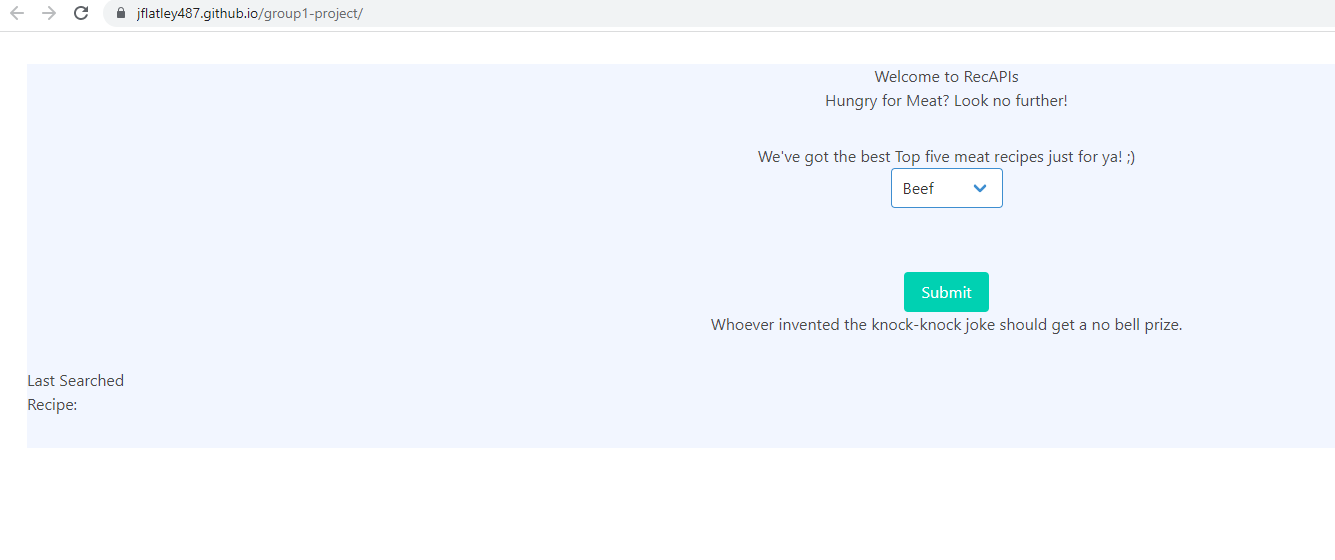 jflatley487.github.io/group1-project/
Welcome to RecAPIs
Hungry for Meat? Look no further!
We've got the best Top five meat recipes just for ya! ;)
Beef
Submit
Whoever invented the knock-knock joke should get a no bell prize.
Last Searched
Recipe: